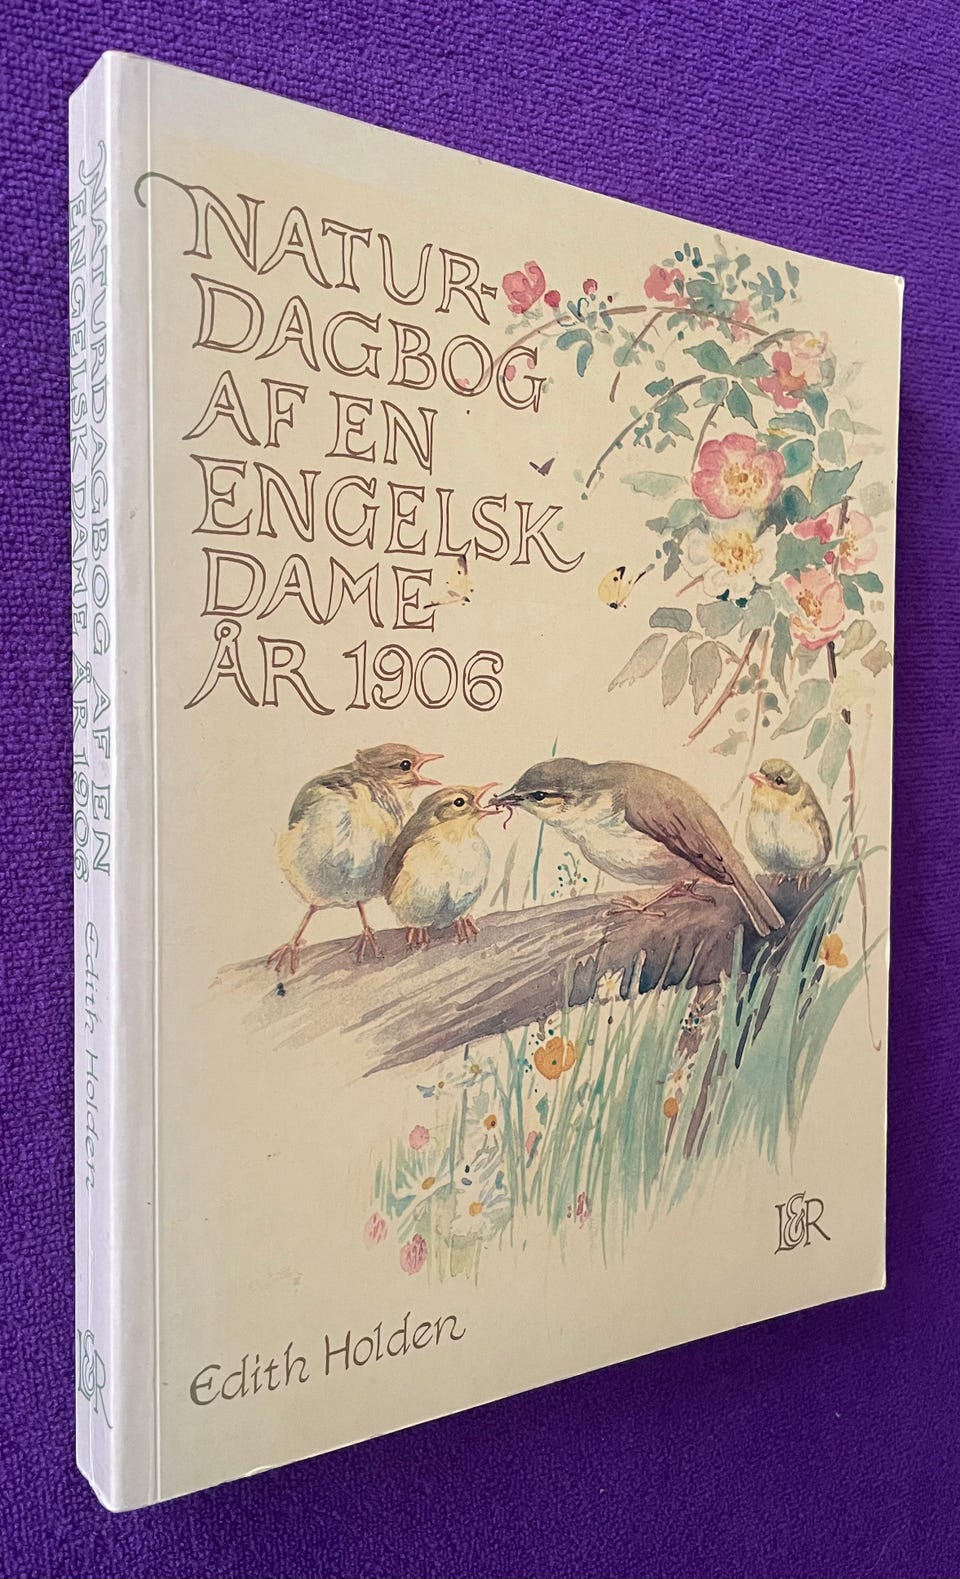 NATUR-
DAGBOG
AF EN
ENGELSK
DAME
ÅR 1906
L&R
Edith Holden
NATURDAGBOG AF EN
ENGELSK DAME ÅR 1906
Edith Holden
L&R